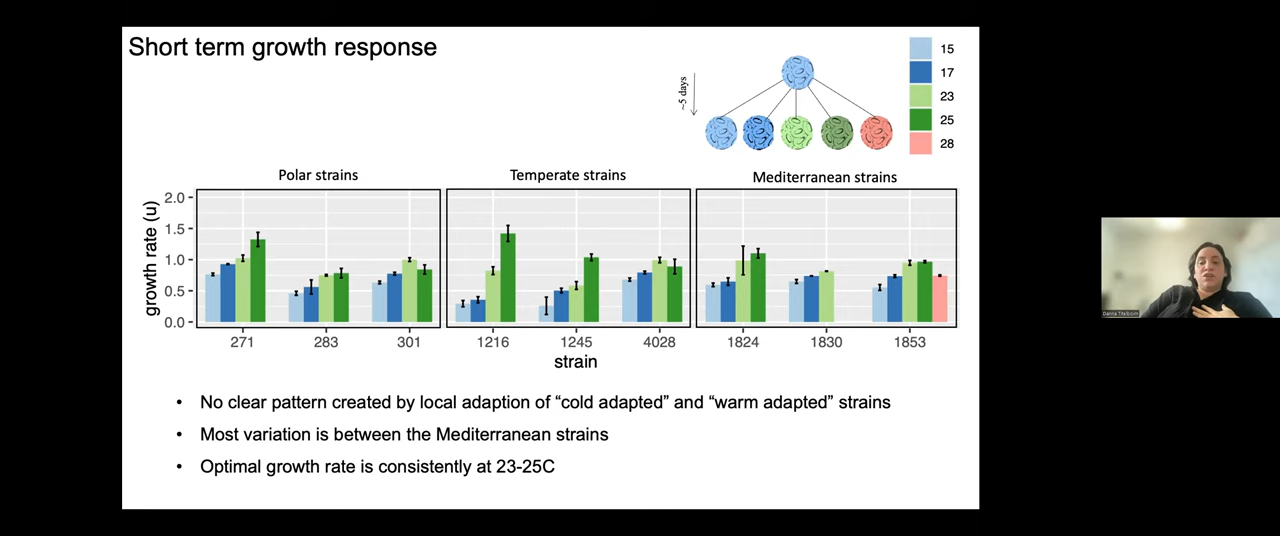 Short term growth response
~5 days
15
17
23
25
28
Polar strains
Temperate strains
Mediterranean strains
growth rate (u)
2.0
1.5
1.0
0.5
0.0
271
283
301
1216
1245
4028
1824
1830
1853
strain
• No clear pattern created by local adaption of “cold adapted” and “warm adapted” strains
• Most variation is between the Mediterranean strains
• Optimal growth rate is consistently at 23-25C